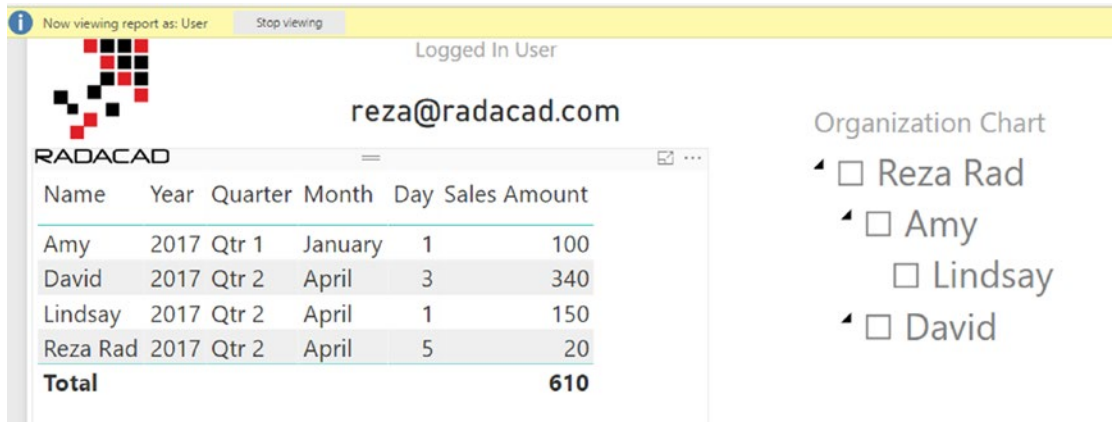 Now viewing report as: User Stop viewing
Logged In User
reza@radacad.com
RADACAD
Name Year Quarter Month Day Sales Amount
Amy 2017 Qtr 1 January 1 100
David 2017 Qtr 2 April 3 340
Lindsay 2017 Qtr 2 April 1 150
Reza Rad 2017 Qtr 2 April 5 20
Total 610
Organization Chart
Reza Rad
Amy
Lindsay
David